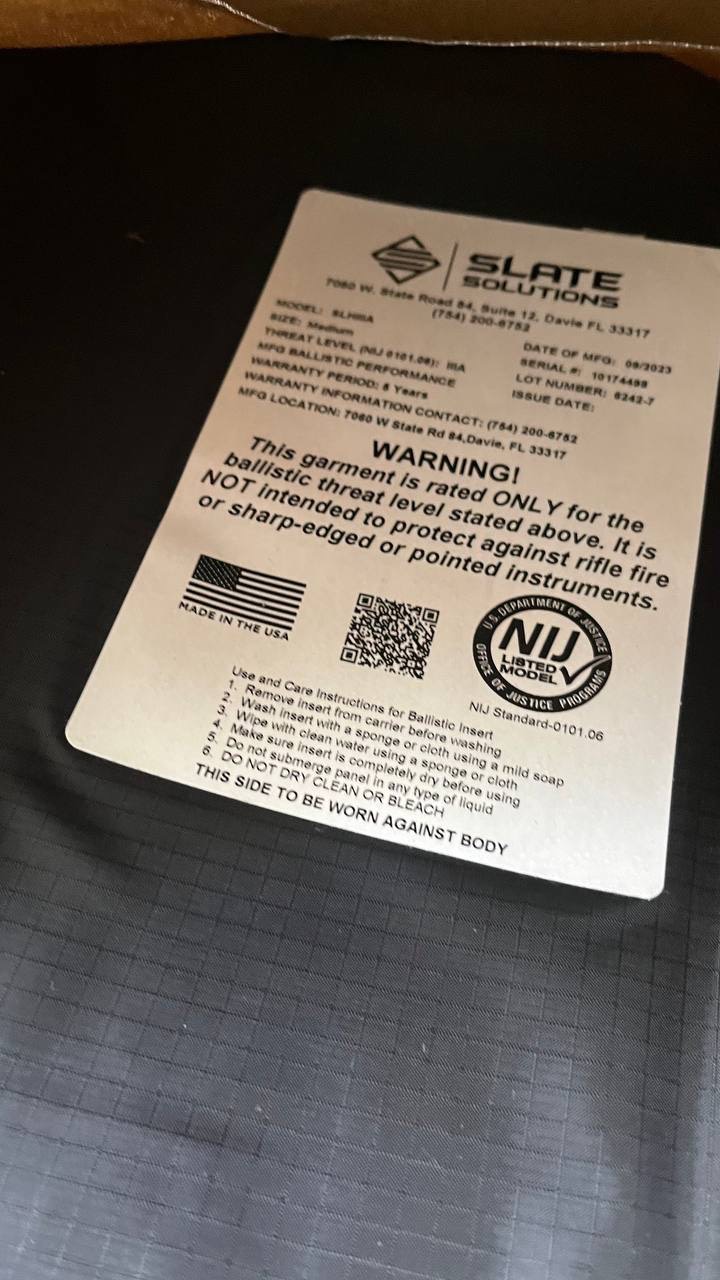 SLATE
SOLUTIONS
7060 W. State Road 84, Suite 12, Davie FL 33317
(754) 200-6752
MODEL: SLHIIIA
SIZE: Medium
THREAT LEVEL (NIJ 0101.06): IIIA
MFG BALLISTIC PERFORMANCE
WARRANTY PERIOD: 5 Years
WARRANTY INFORMATION CONTACT: (754) 200-6752
MFG LOCATION: 7060 W State Rd 84,Davie, FL 33317
DATE OF MFG: 09/2023
SERIAL #: 10174498
LOT NUMBER: 6242-7
ISSUE DATE:
WARNING!
This garment is rated ONLY for the
ballistic threat level stated above. It is
NOT intended to protect against rifle fire
or sharp-edged or pointed instruments.
MADE IN THE USA
U.S. DEPARTMENT OF JUSTICE
NIJ
LISTED
MODEL
OFFICE OF JUSTICE PROGRAMS
NIJ Standard-0101.06
Use and Care Instructions for Ballistic Insert
1. Remove insert from carrier before washing
2. Wash insert with a sponge or cloth using a mild soap
3. Wipe with clean water using a sponge or cloth
4. Make sure insert is completely dry before using
5. Do not submerge panel in any type of liquid
6. DO NOT DRY CLEAN OR BLEACH
THIS SIDE TO BE WORN AGAINST BODY